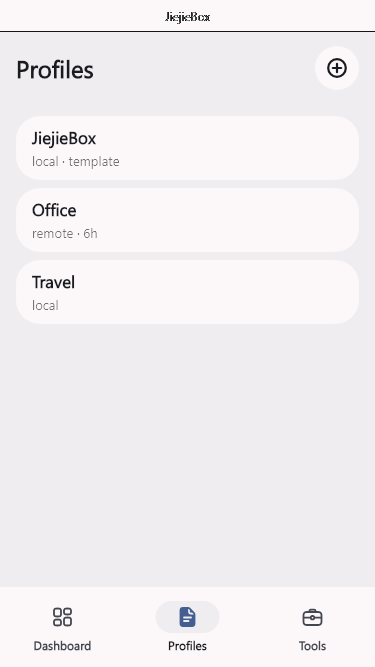 JiejieBox
Profiles
JiejieBox
local · template
Office
remote · 6h
Travel
local
Dashboard
Profiles
Tools